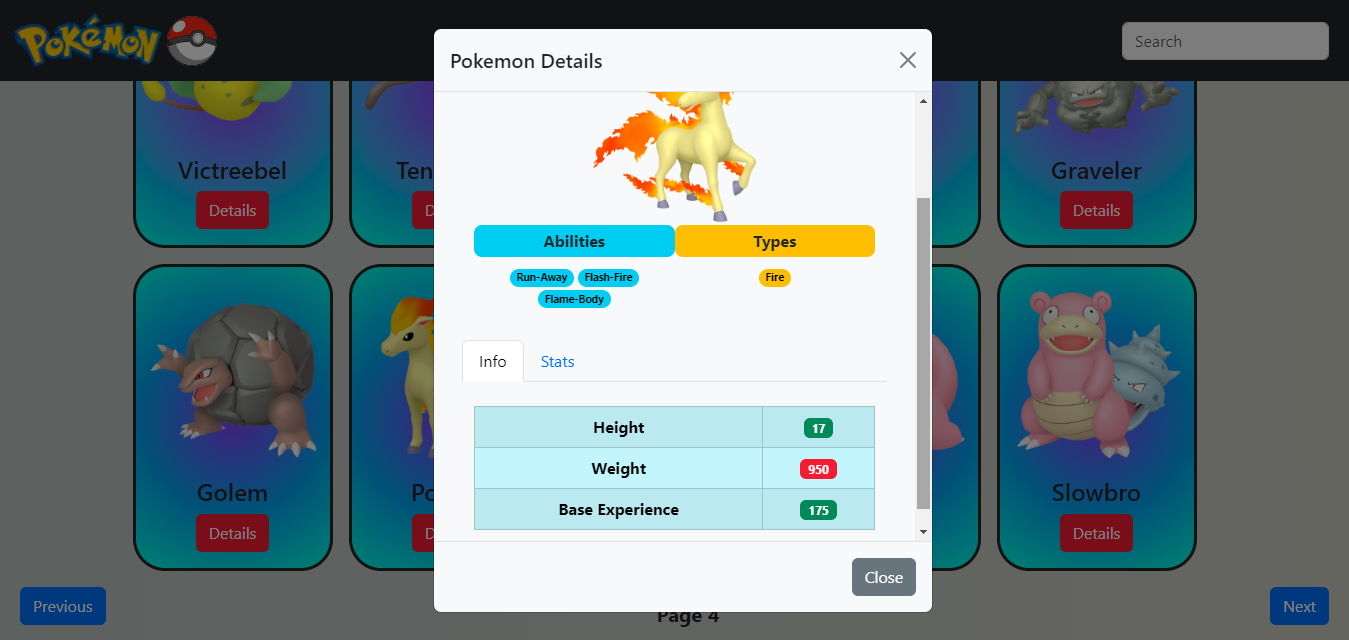 POKéMON
Search
Pokemon Details
Victreebel
Details
Ten
D
Graveler
Details
Abilities
Types
Run-Away
Flash-Fire
Flame-Body
Fire
Info
Stats
Height
17
Weight
950
Base Experience
175
Golem
Details
Po
D
Slowbro
Details
Close
Previous
Page 4
Next